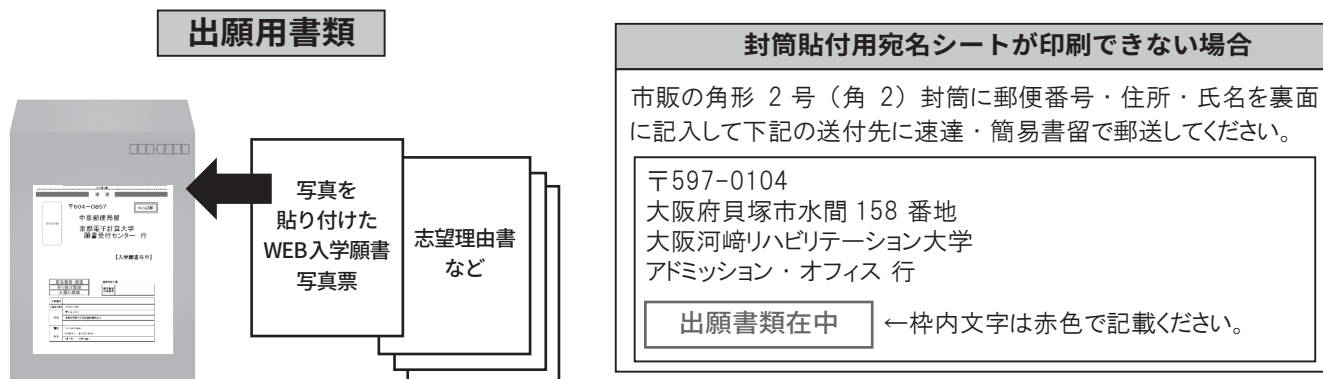 出願用書類
〒604-0857
中京郵便局留
京都電子計算大学
願書受付センター 行
【入学願書在中】
写真を
貼り付けた
WEB入学願書
写真票
志望理由書
など
封筒貼付用宛名シートが印刷できない場合
市販の角形 2 号（角 2）封筒に郵便番号・住所・氏名を裏面
に記入して下記の送付先に速達・簡易書留で郵送してください。
〒597-0104
大阪府貝塚市水間 158 番地
大阪河﨑リハビリテーション大学
アドミッション・オフィス 行
出願書類在中
←枠内文字は赤色で記載ください。